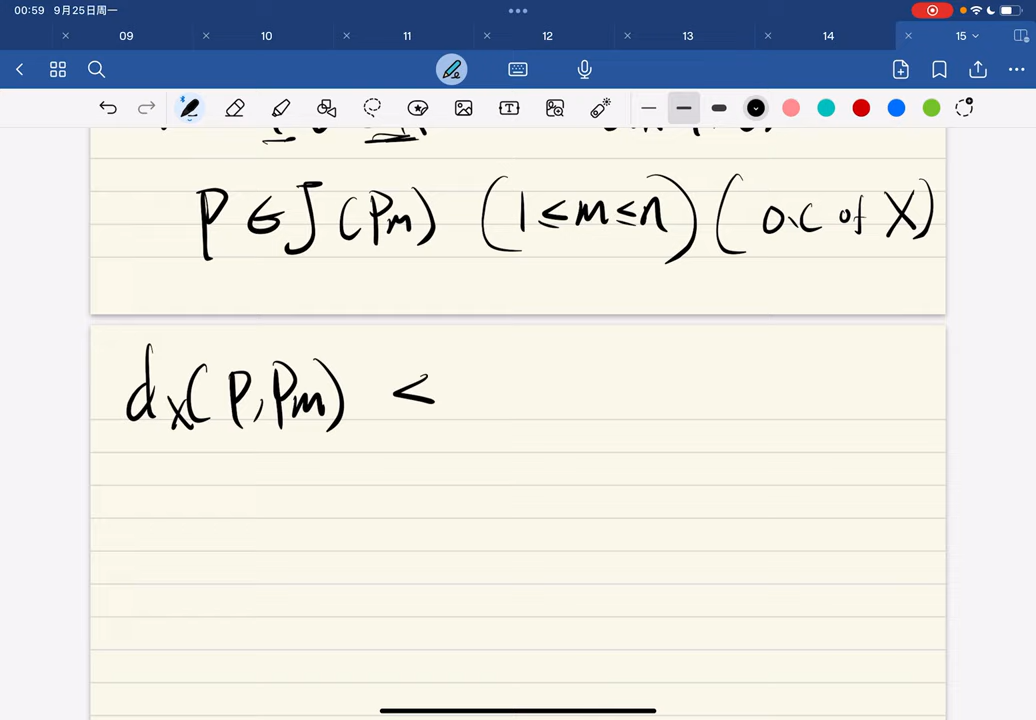 00:59 9月25日周一
09 10 11 12 13 14 15
T
P ∈ J(Pm) (1≤m≤n) (o.c of X)
dx(P,Pm) <